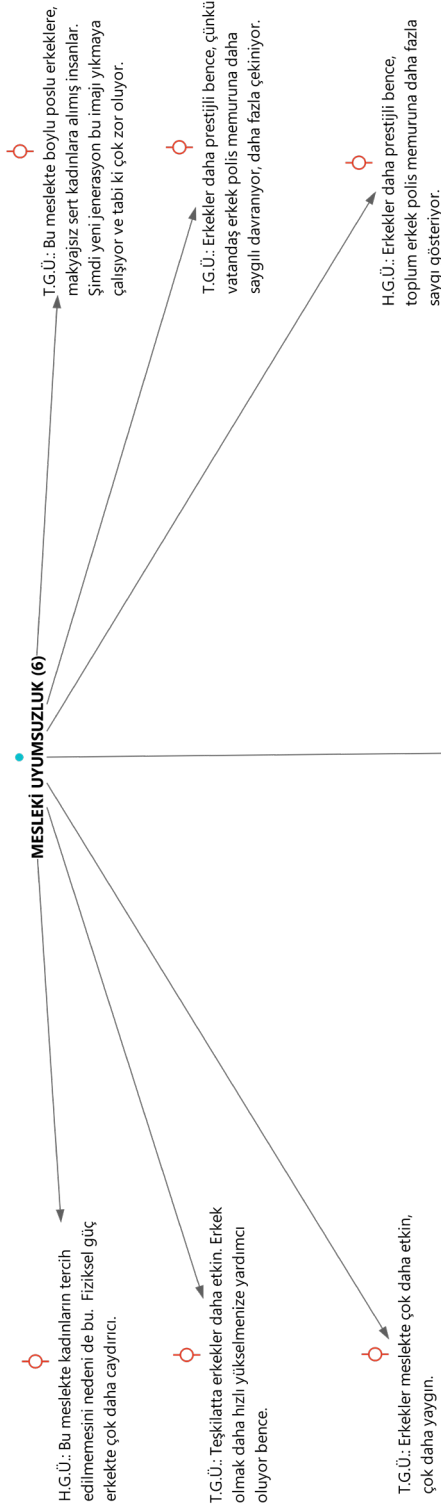 MESLEKİ UYUMSUZLUK (6)
H.G.Ü.: Bu meslekte kadınların tercih
edilmemesini nedeni de bu.  Fiziksel güç
erkekte çok daha caydırıcı.
T.G.Ü.: Teşkilatta erkekler daha etkin. Erkek
olmak daha hızlı yükselmenize yardımcı
oluyor bence.
T.G.Ü.: Erkekler meslekte çok daha etkin,
çok daha yaygın.
T.G.Ü.: Bu meslekte boylu poslu erkeklere,
makyajsız sert kadınlara alımış insanlar.
Şimdi yeni jenerasyon bu imajı yıkmaya
çalışıyor ve tabi ki çok zor oluyor.
T.G.Ü.: Erkekler daha prestijli bence, çünkü
vatandaş erkek polis memuruna daha
saygılı davranıyor, daha fazla çekiniyor.
H.G.Ü.: Erkekler daha prestijli bence,
toplum erkek polis memuruna daha fazla
saygı gösteriyor.